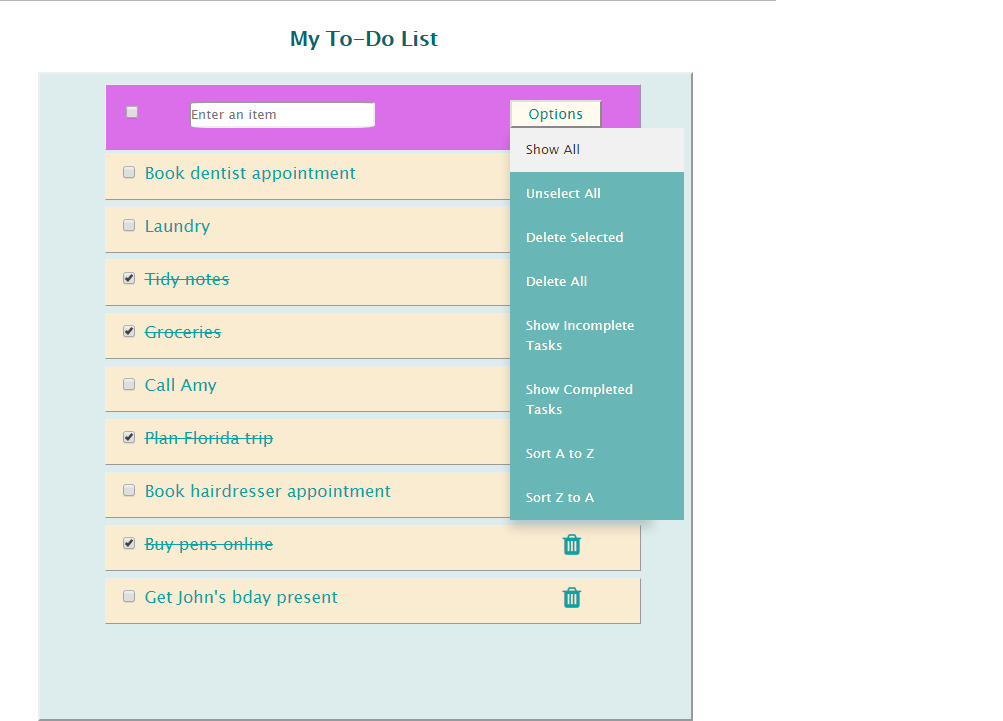 My To-Do List
Enter an item
Options
Show All
Book dentist appointment
Unselect All
Laundry
Delete Selected
Tidy notes
Delete All
Groceries
Show Incomplete
Tasks
Call Amy
Show Completed
Tasks
Plan Florida trip
Sort A to Z
Book hairdresser appointment
Sort Z to A
Buy pens online
Get John's bday present